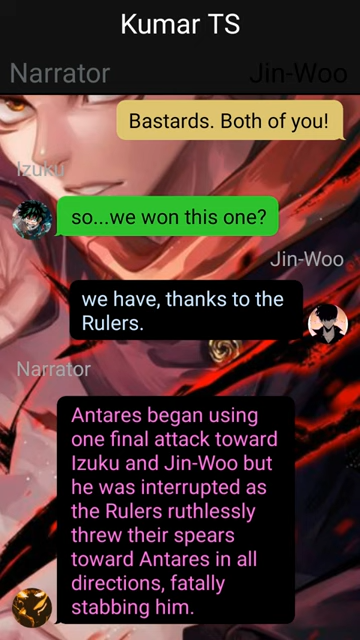 Kumar TS
Narrator
Jin-Woo
Bastards. Both of you!
Izuku
so...we won this one?
Jin-Woo
we have, thanks to the
Rulers.
Narrator
Antares began using
one final attack toward
Izuku and Jin-Woo but
he was interrupted as
the Rulers ruthlessly
threw their spears
toward Antares in all
directions, fatally
stabbing him.